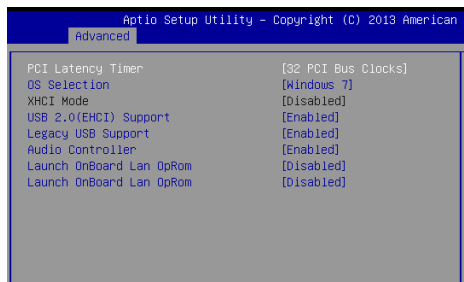 Aptio Setup Utility – Copyright (C) 2013 American
Advanced
PCI Latency Timer [32 PCI Bus Clocks]
OS Selection [Windows 7]
XHCI Mode [Disabled]
USB 2.0(EHCI) Support [Enabled]
Legacy USB Support [Enabled]
Audio Controller [Enabled]
Launch OnBoard Lan OpRom [Disabled]
Launch OnBoard Lan OpRom [Disabled]